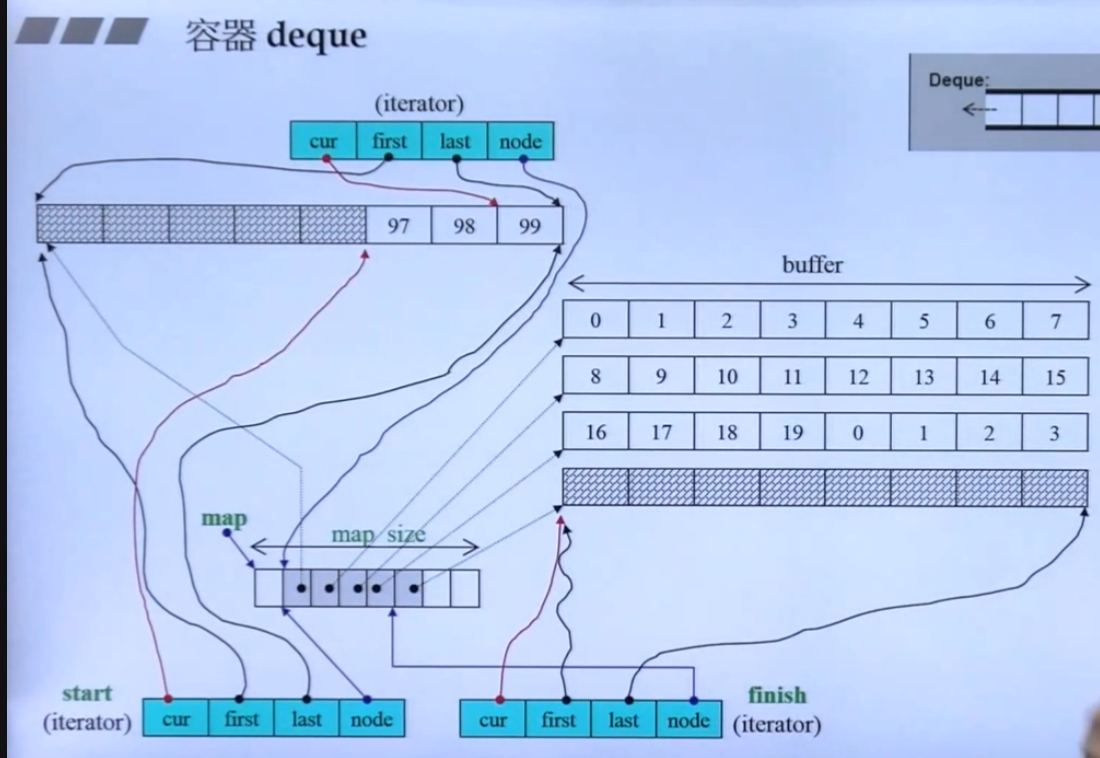 容器 deque
Deque:
(iterator)
cur first last node
97 98 99
buffer
0 1 2 3 4 5 6 7
8 9 10 11 12 13 14 15
16 17 18 19 0 1 2 3
map
map size
start
(iterator)
cur first last node
cur first last node
finish
(iterator)